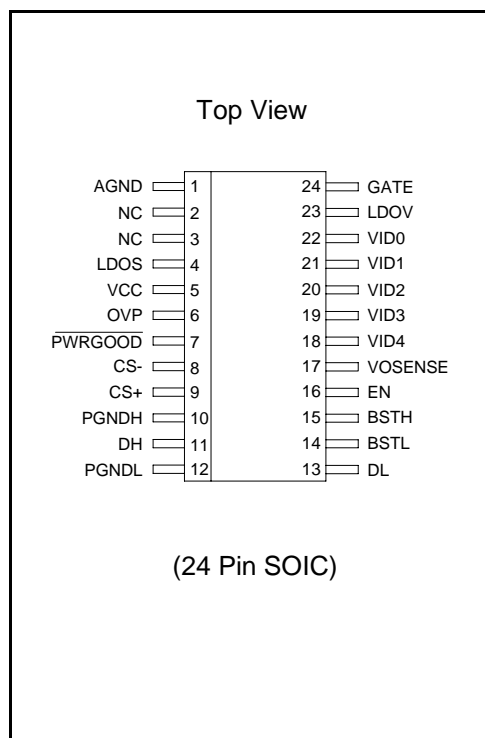 Top View
AGND 1 24 GATE
NC 2 23 LDOV
NC 3 22 VID0
LDOS 4 21 VID1
VCC 5 20 VID2
OVP 6 19 VID3
PWRGOOD 7 18 VID4
CS- 8 17 VOSENSE
CS+ 9 16 EN
PGNDH 10 15 BSTH
DH 11 14 BSTL
PGNDL 12 13 DL
(24 Pin SOIC)